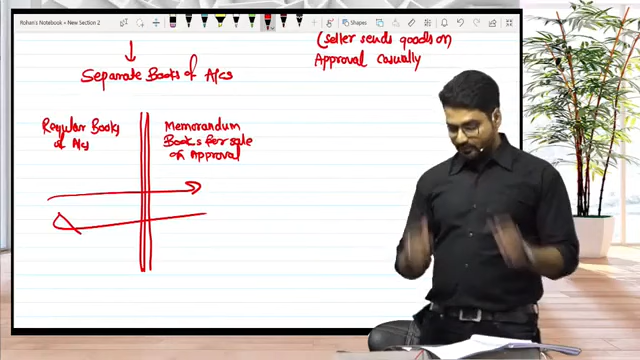 Rohan's Notebook » New Section 2
Shapes
(seller sends goods on
Approval casually
Separate Books of A/cs
Regular Books
of A/cs
Memorandum
Books for sale
on Approval